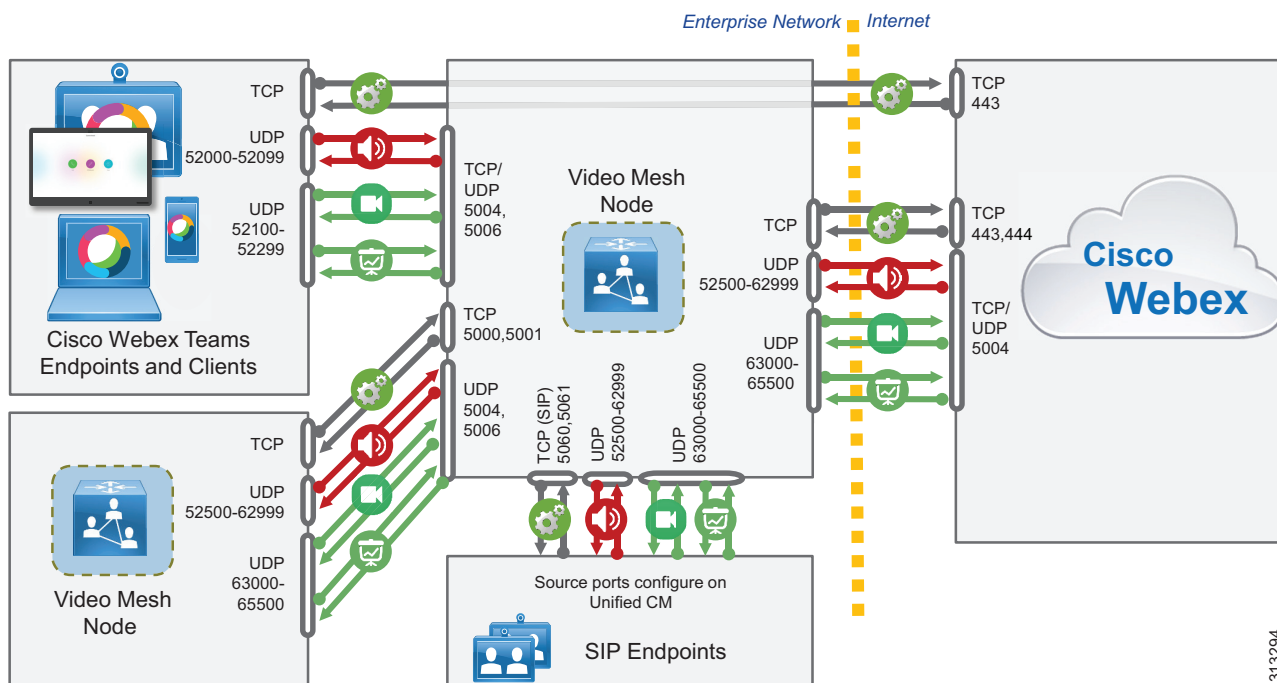 Enterprise Network
Internet
TCP
UDP
52000-52099
UDP
52100-
52299
Cisco Webex Teams
Endpoints and Clients
TCP/
UDP
5004,
5006
TCP
5000,5001
UDP
5004,
5006
Video Mesh
Node
TCP
UDP
52500-62999
UDP
63000-
65500
TCP (SIP)
5060,5061
UDP
52500-62999
UDP
63000-65500
TCP
443
TCP
443,444
TCP/
UDP
5004
Cisco
Webex
TCP
UDP
52500-62999
UDP
63000-
65500
Video Mesh
Node
Source ports configure on
Unified CM
SIP Endpoints
313294